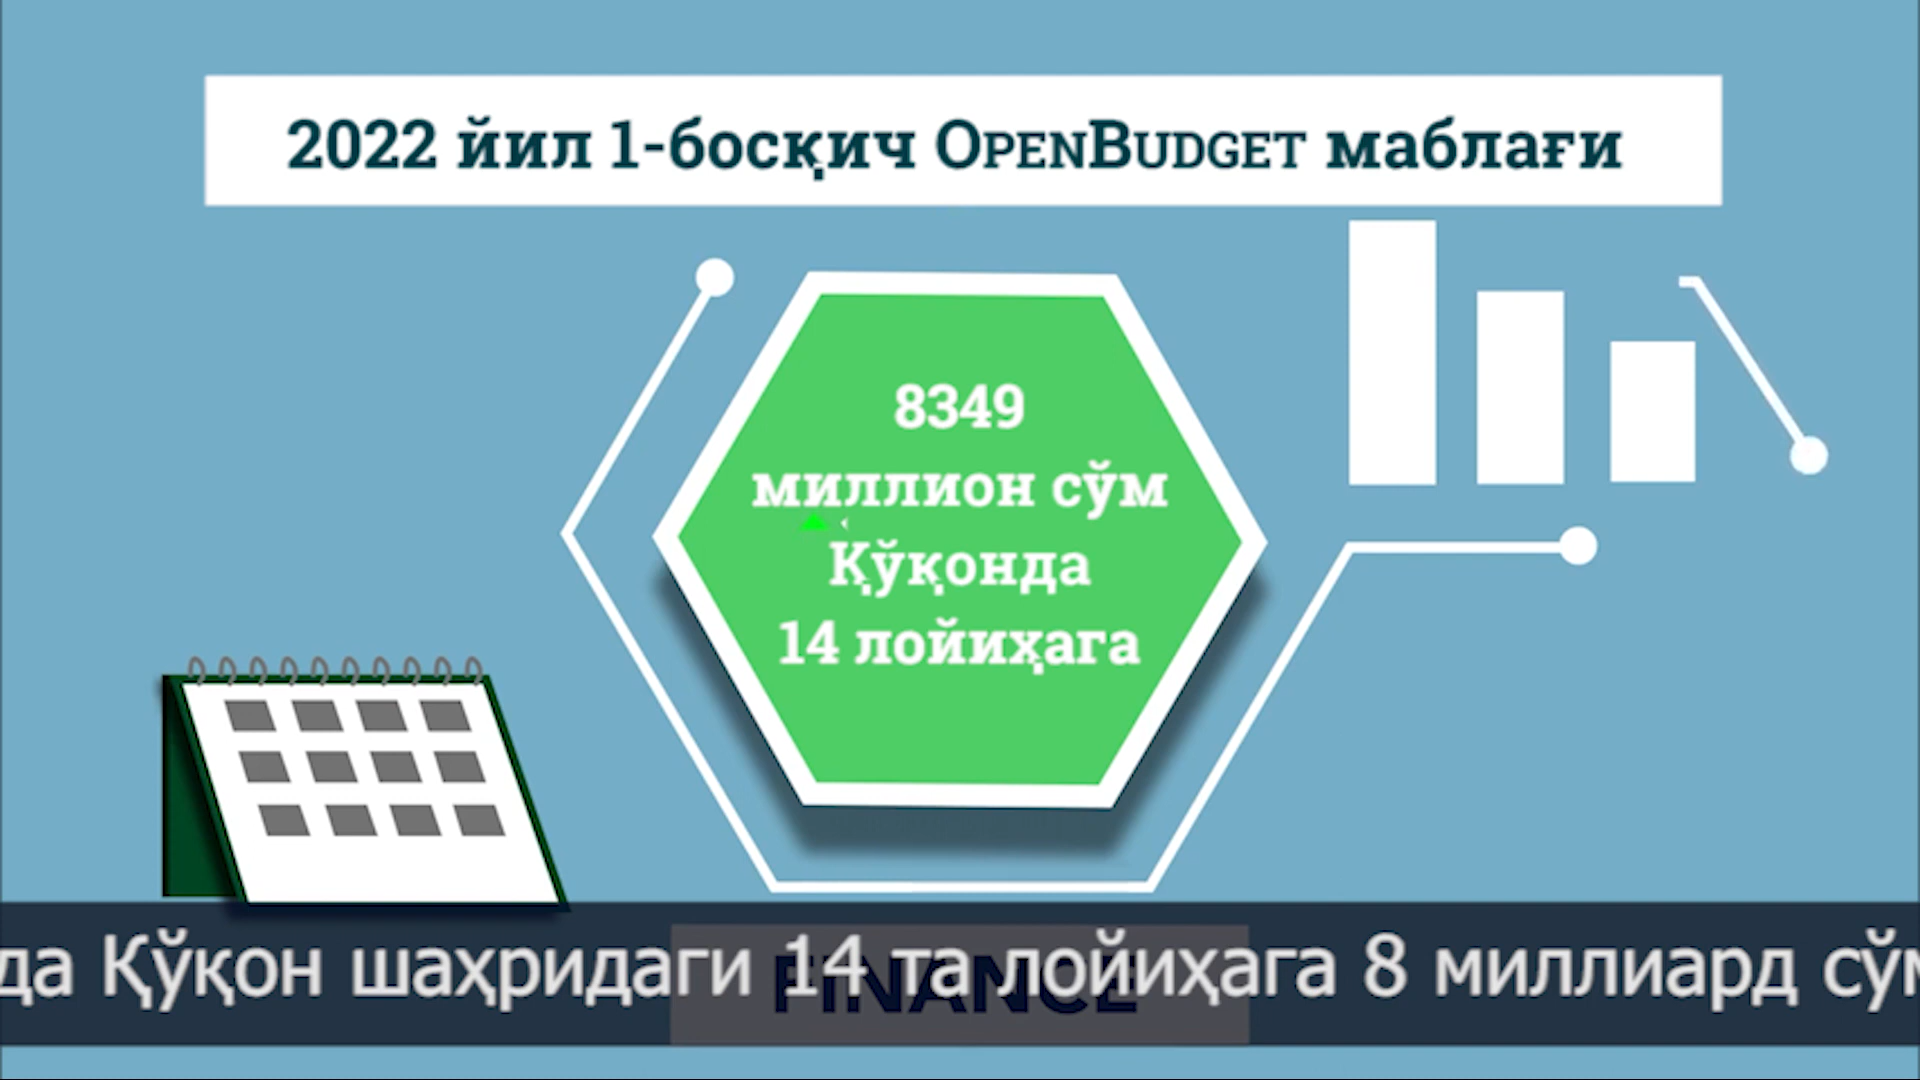 2022 йил 1-босқич OPENBUDGET маблағи
8349
миллион сўм
Қўқонда
14 лойиҳага
да Қўқон шаҳридаги 14 та лойиҳага 8 миллиард сўм
FINANCE